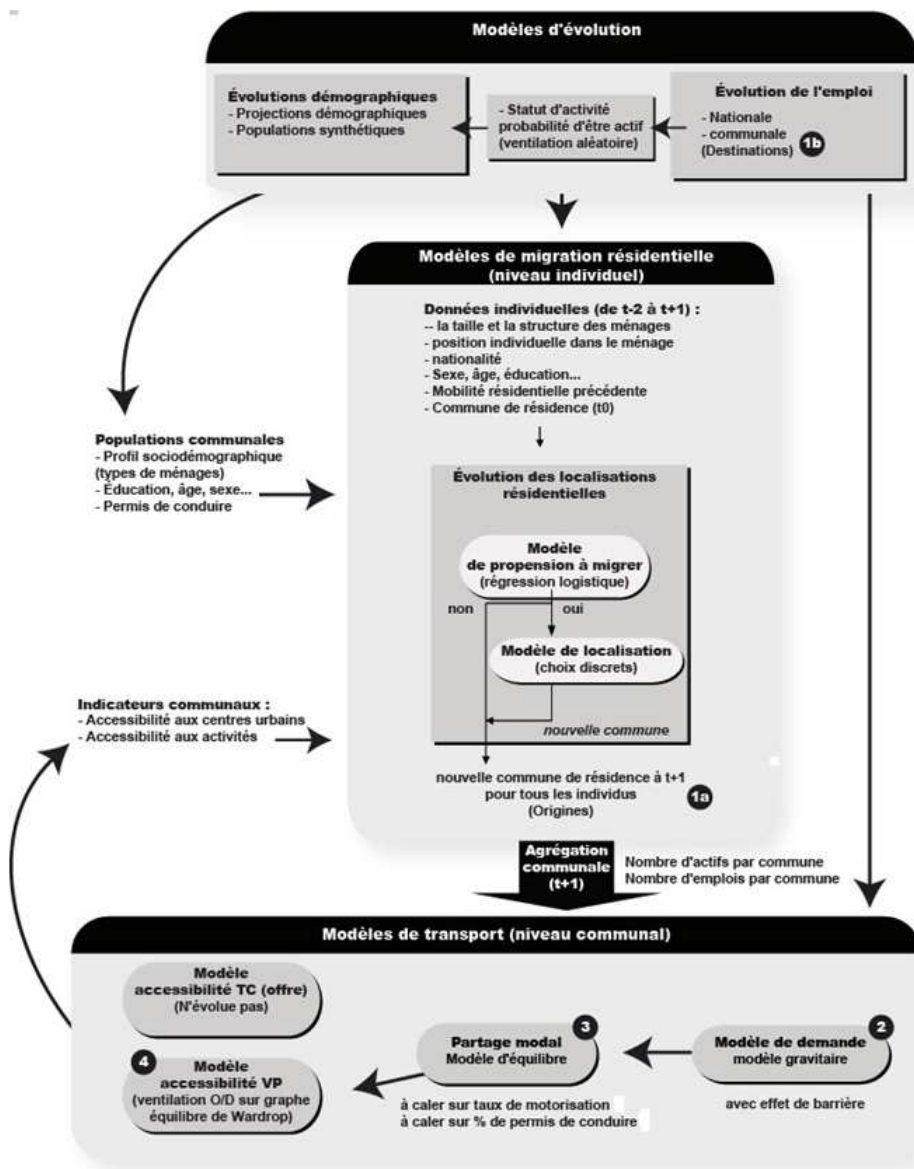 Modèles d'évolution
Évolutions démographiques
- Projections démographiques
- Populations synthétiques
- Statut d'activité
probabilité d'être actif
(ventilation aléatoire)
Évolution de l'emploi
- Nationale
- communale
(Destinations)
1b
Modèles de migration résidentielle
(niveau individuel)
Données individuelles (de t-2 à t+1) :
-- la taille et la structure des ménages
- position individuelle dans le ménage
- nationalité
- Sexe, âge, éducation...
- Mobilité résidentielle précédente
- Commune de résidence (t0)
Populations communales
- Profil sociodémographique
(types de ménages)
- Éducation, âge, sexe...
- Permis de conduire
Évolution des localisations
résidentielles
Modèle
de propension à migrer
(régression logistique)
non
oui
Modèle de localisation
(choix discrets)
nouvelle commune
Indicateurs communaux :
- Accessibilité aux centres urbains
- Accessibilité aux activités
nouvelle commune de résidence à t+1
pour tous les individus
(Origines)
1a
Agrégation
communale
(t+1)
Nombre d'actifs par commune
Nombre d'emplois par commune
Modèles de transport (niveau communal)
Modèle
accessibilité TC (offre)
(N'évolue pas)
4
Modèle
accessibilité VP
(ventilation O/D sur graphe
équilibre de Wardrop)
3
Partage modal
Modèle d'équilibre
à caler sur taux de motorisation
à caler sur % de permis de conduire
2
Modèle de demande
modèle gravitaire
avec effet de barrière